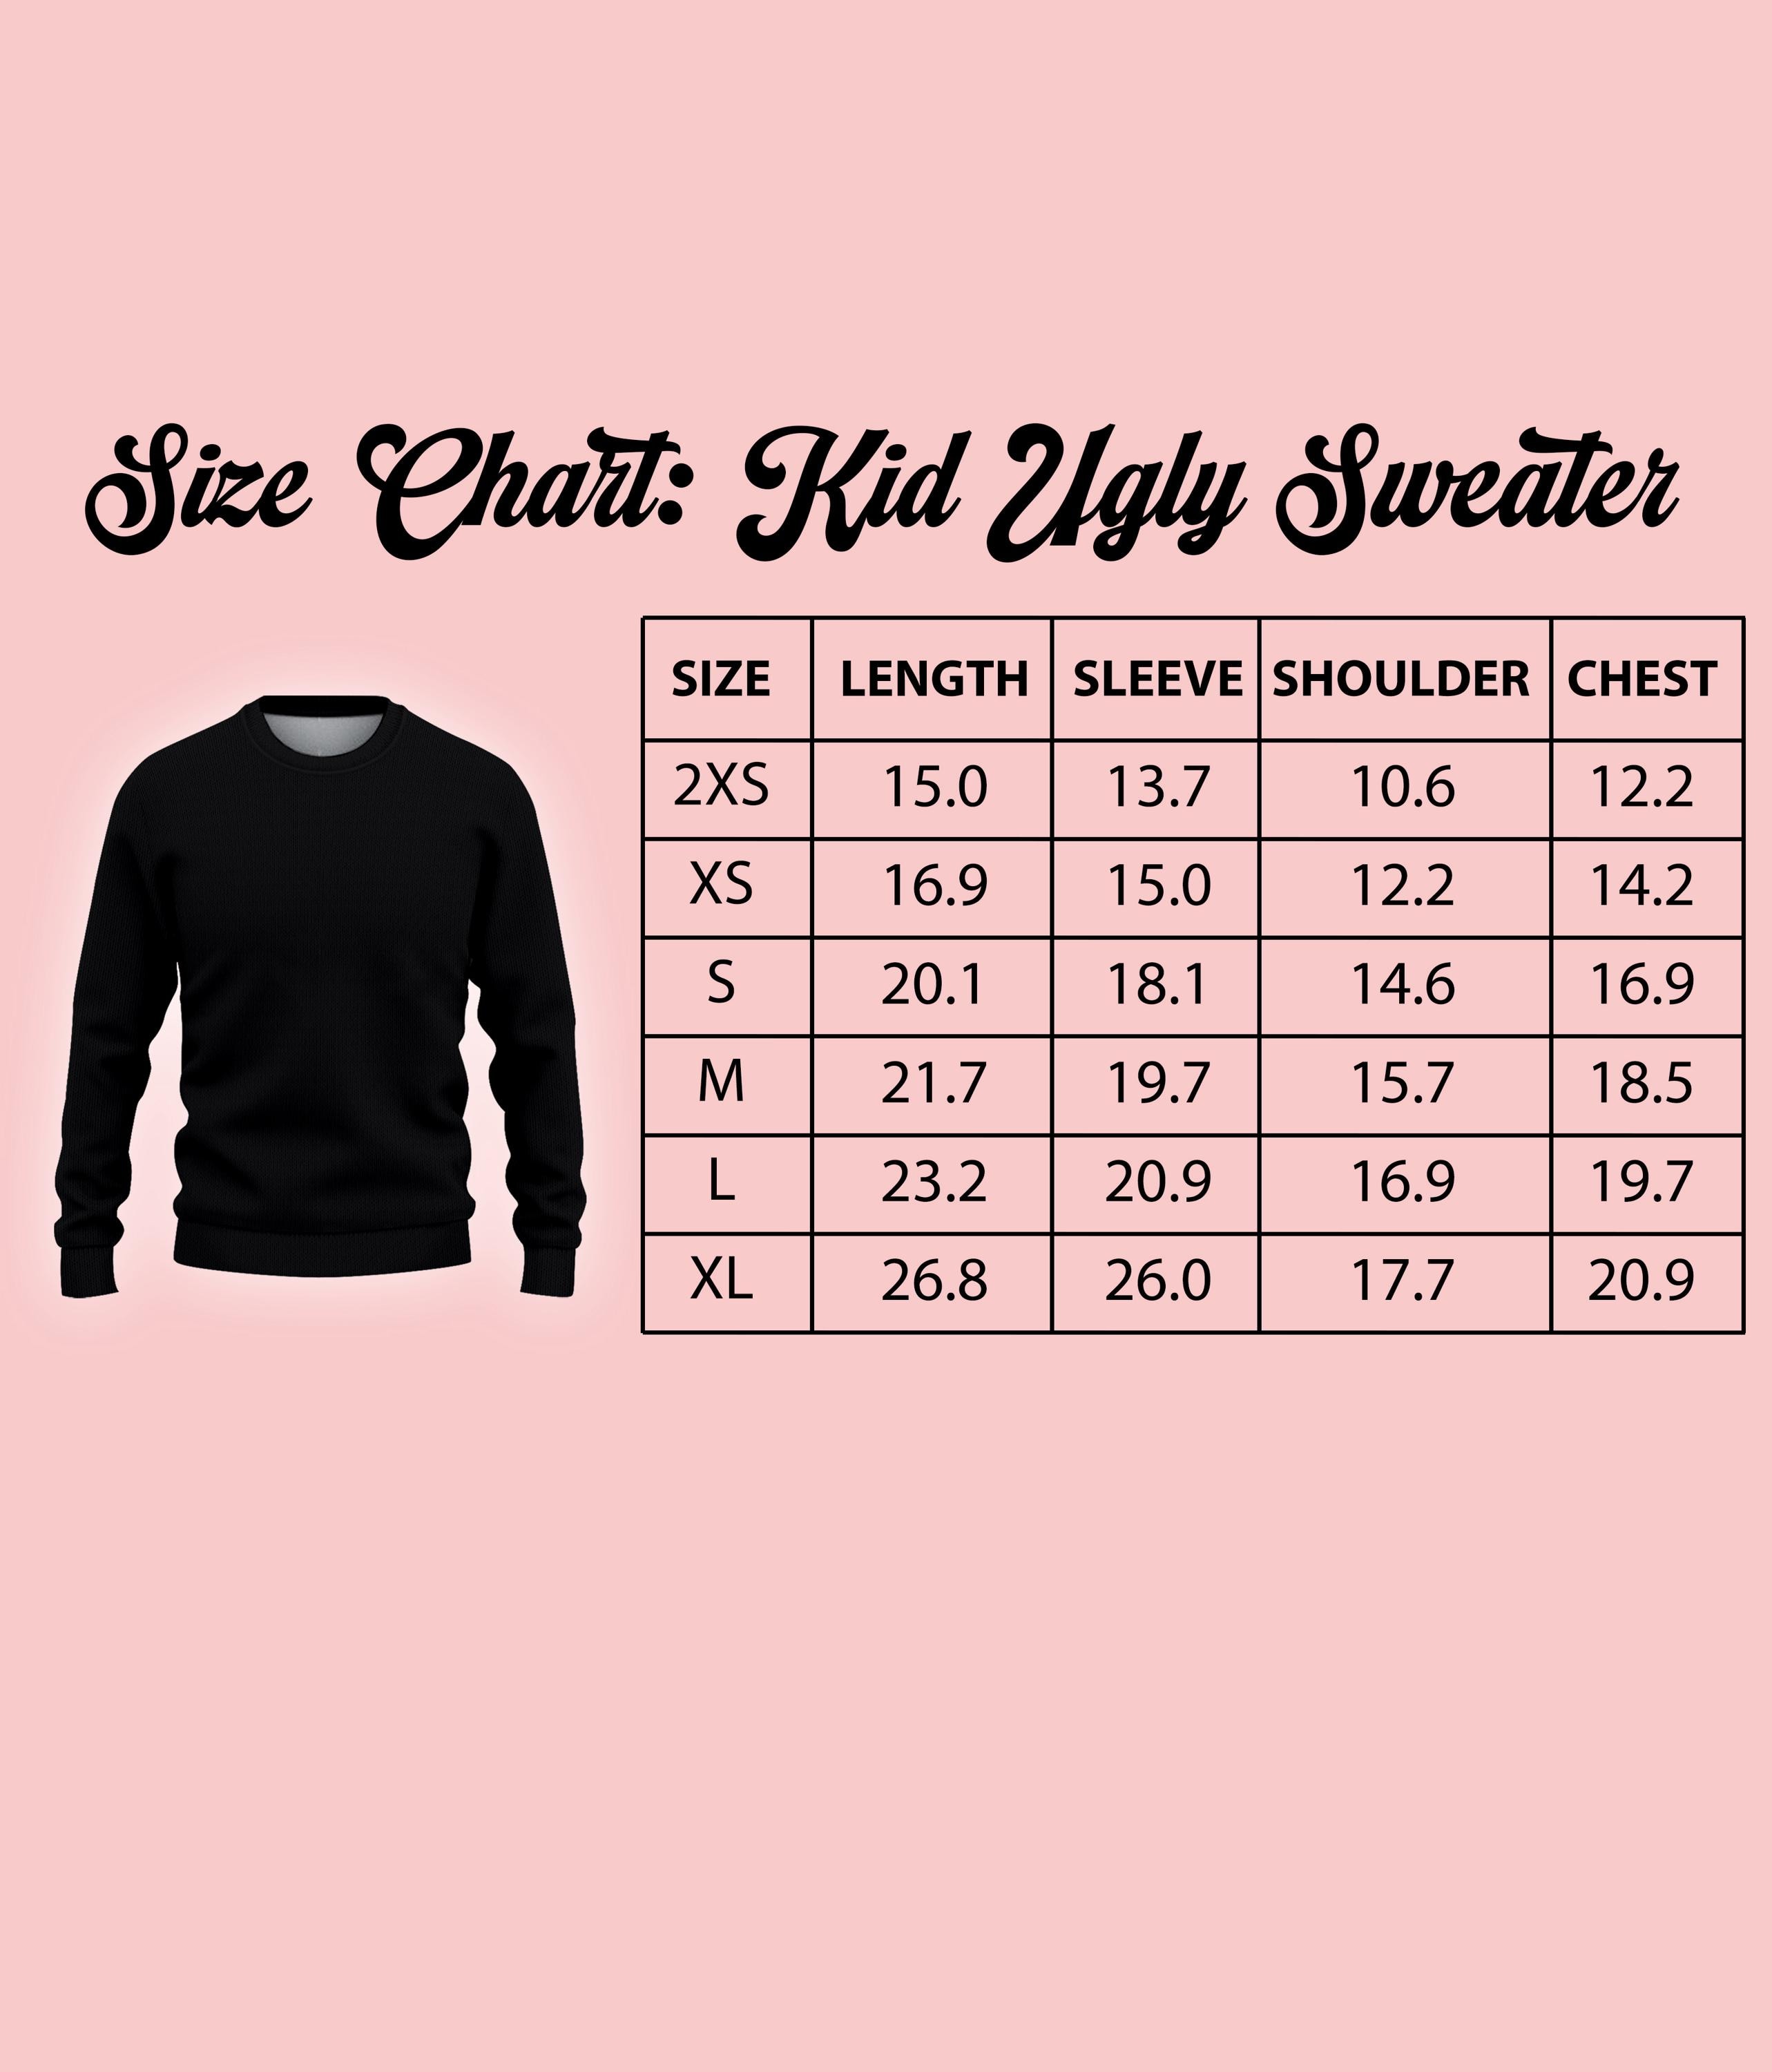 Size Chart: Kid Ugly Sweater
SIZE LENGTH SLEEVE SHOULDER CHEST
2XS 15.0 13.7 10.6 12.2
XS 16.9 15.0 12.2 14.2
S 20.1 18.1 14.6 16.9
M 21.7 19.7 15.7 18.5
L 23.2 20.9 16.9 19.7
XL 26.8 26.0 17.7 20.9